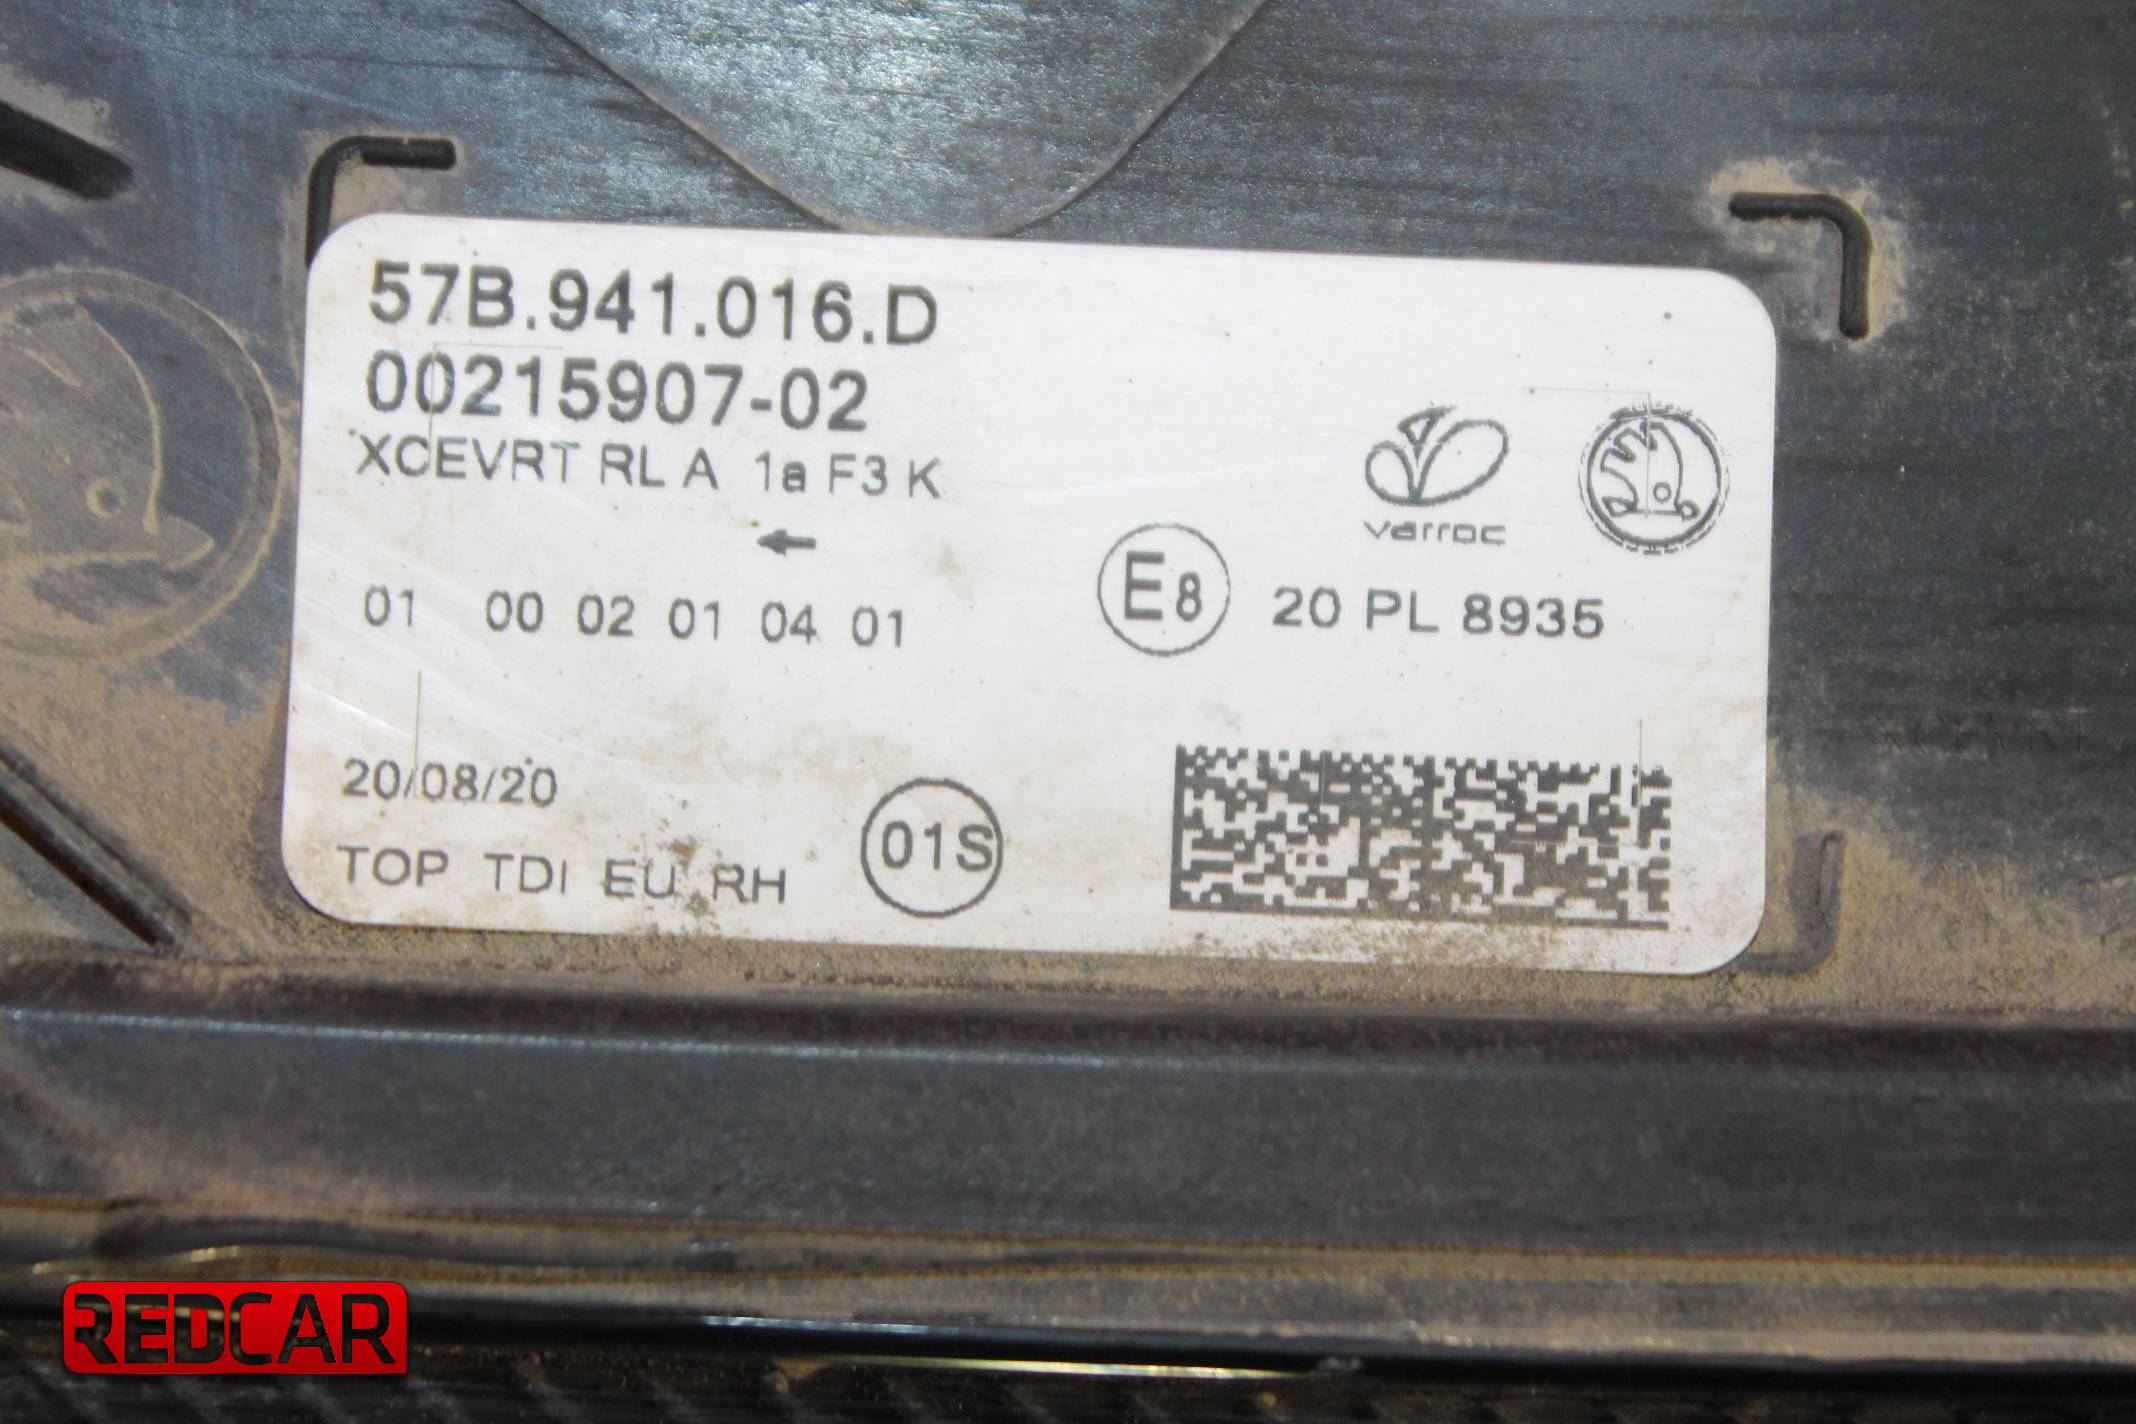 57B.941.016.D
00215907-02
XCEVRT RL A 1a F3 K
varroc
01 00 02 01 04 01
E8 20 PL 8935
20/08/20
TOP TDI EU RH
01S
XCEVRT
REDCAR